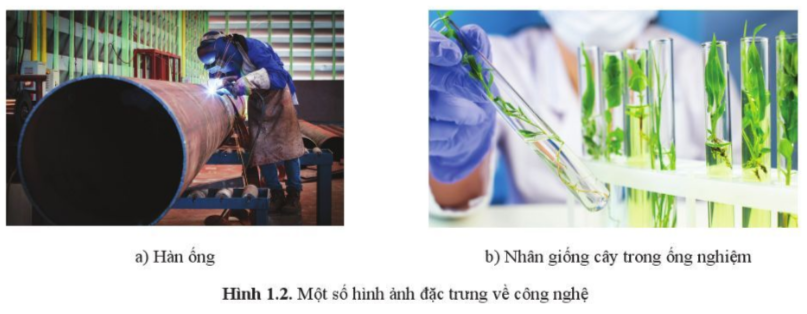 a) Hàn ống
b) Nhân giống cây trong ống nghiệm
Hình 1.2. Một số hình ảnh đặc trưng về công nghệ